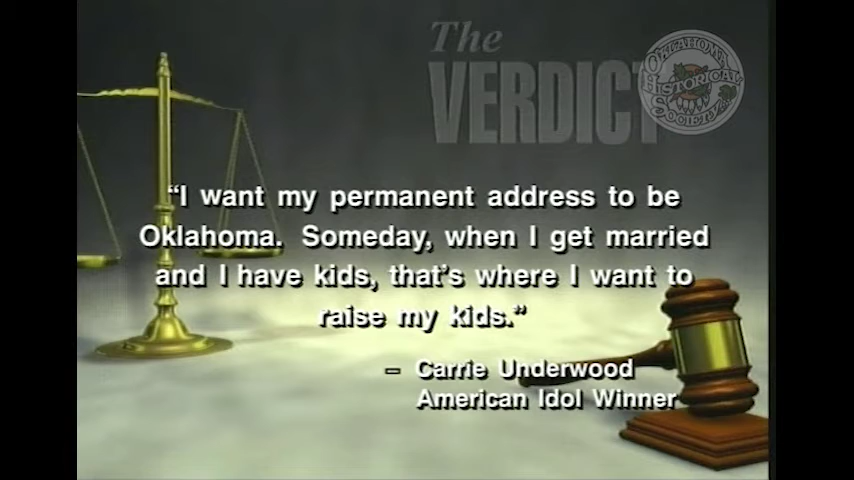 The
VERDICT
OKLAHOMA
HISTORICAL
SOCIETY
“I want my permanent address to be
Oklahoma. Someday, when I get married
and I have kids, that’s where I want to
raise my kids.”
– Carrie Underwood
American Idol Winner